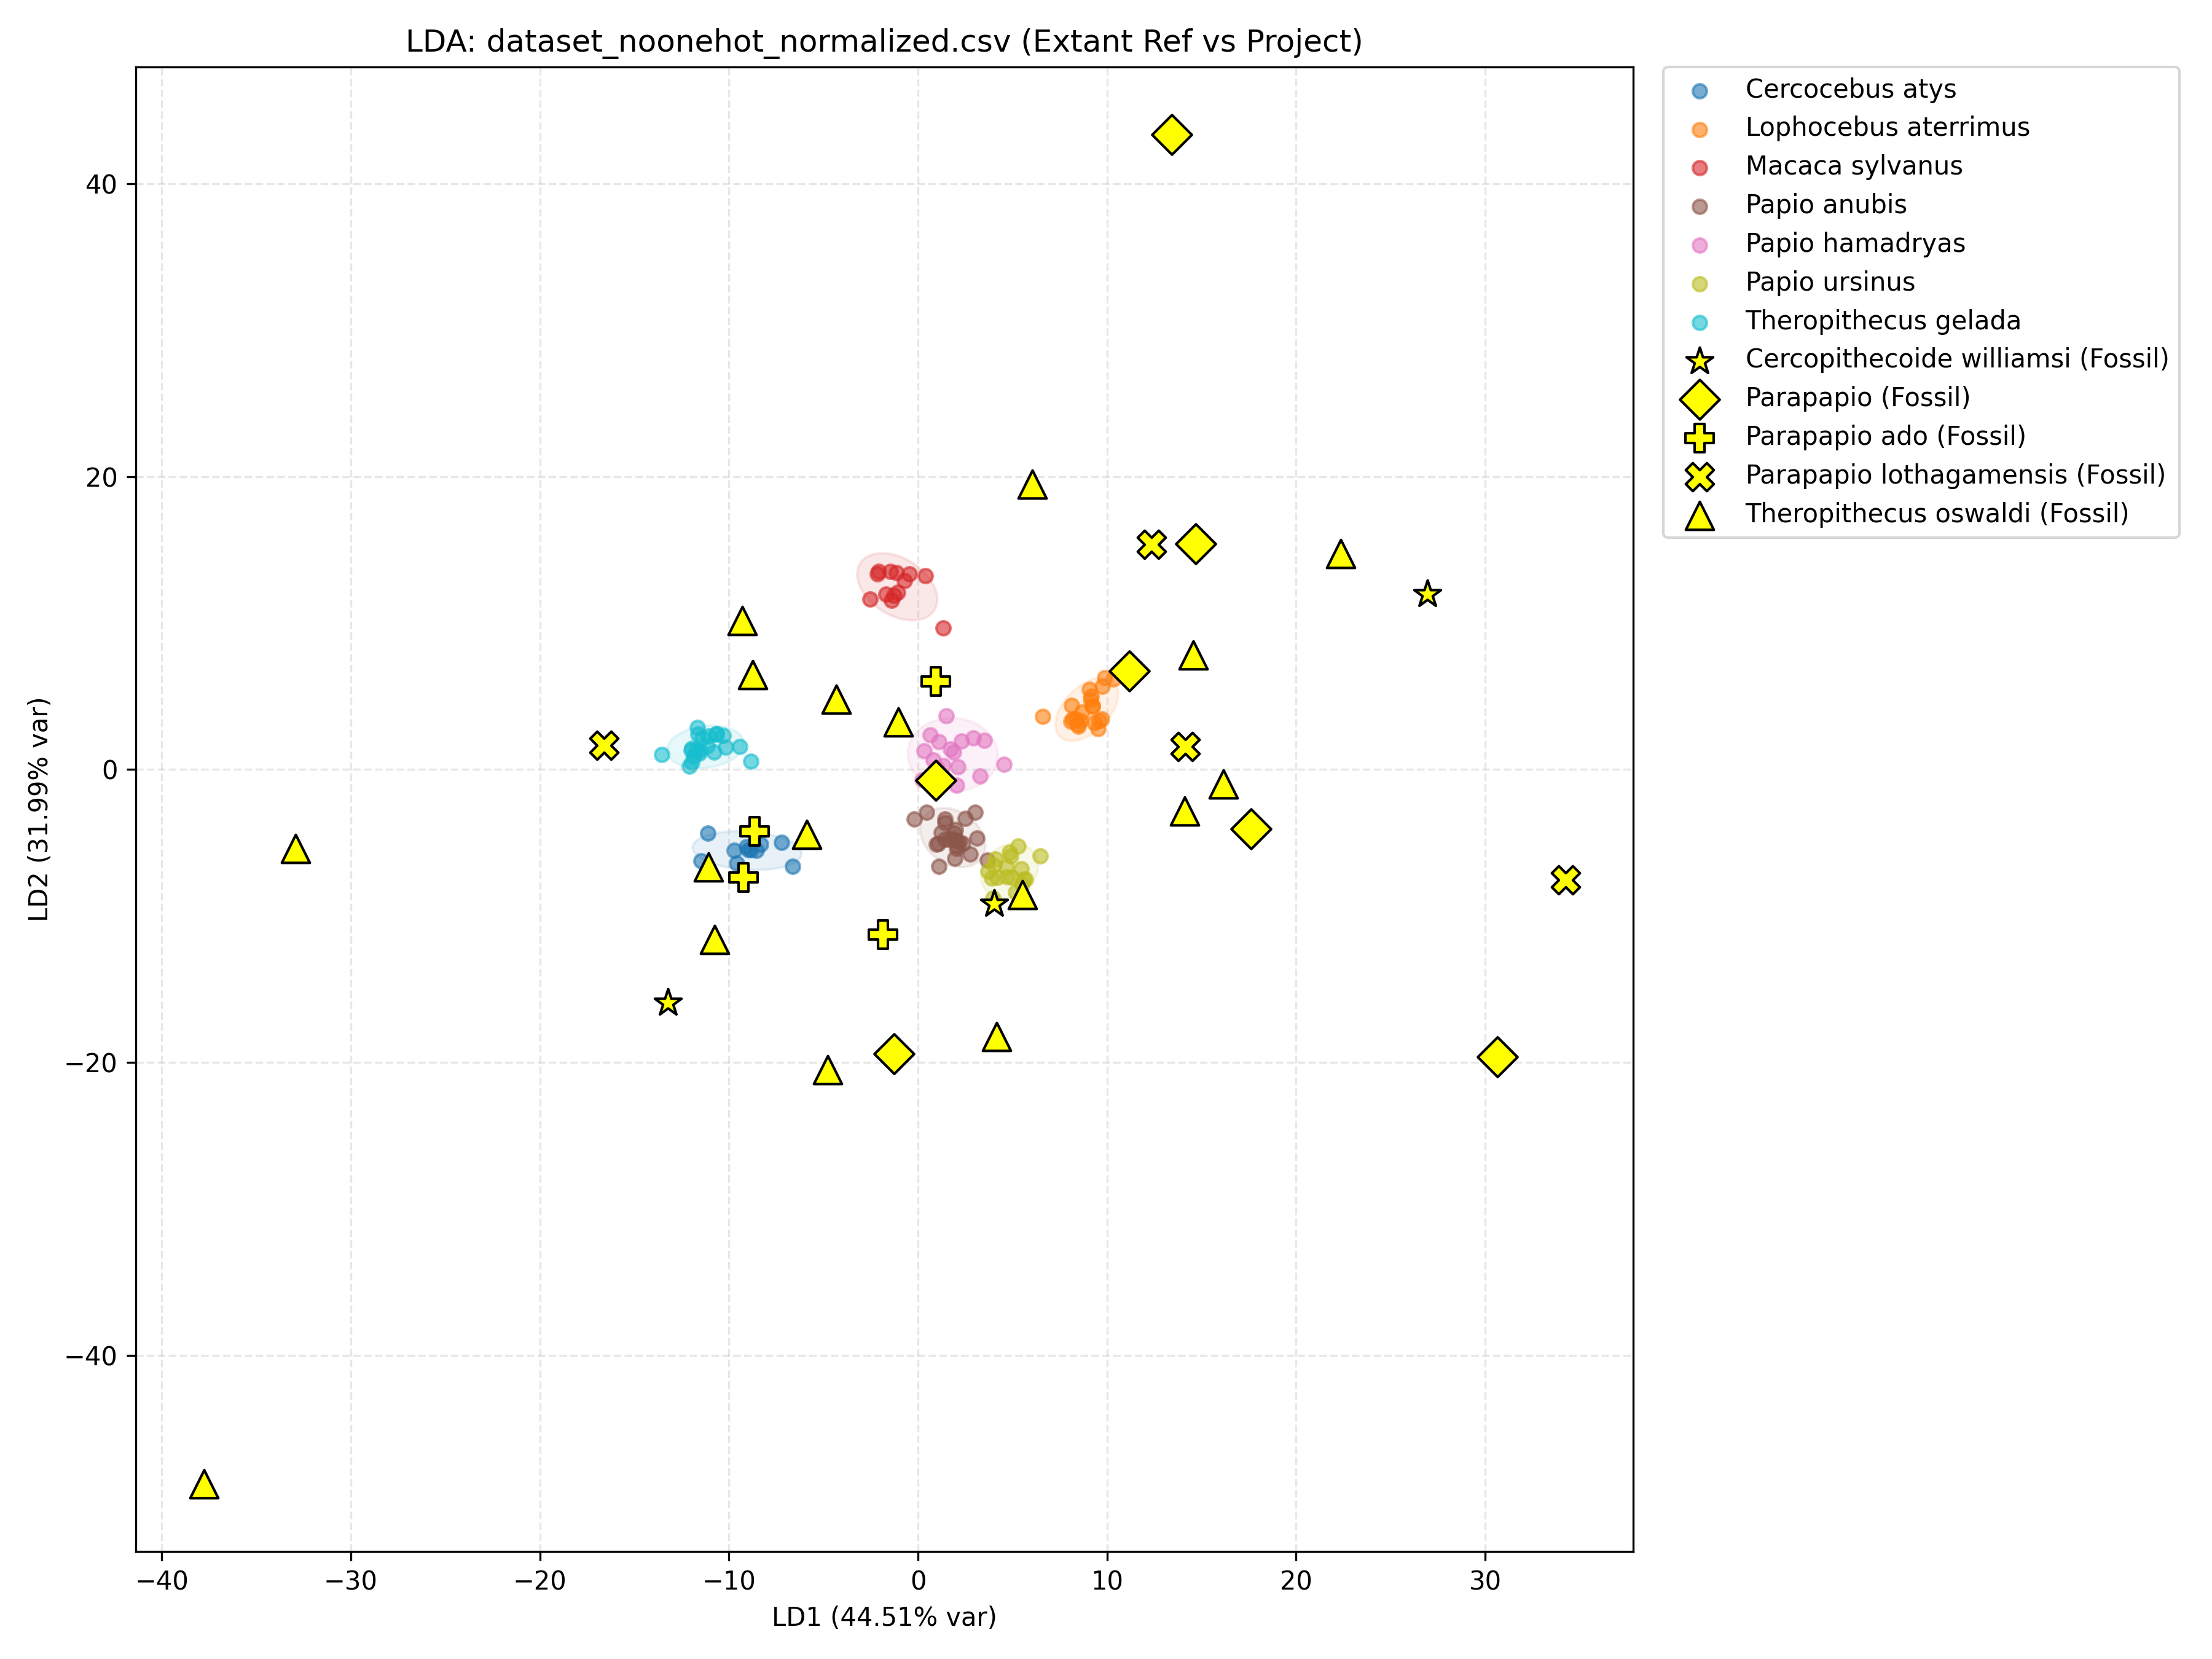 LDA: dataset_noonehot_normalized.csv (Extant Ref vs Project)
Cercocebus atys
Lophocebus aterrimus
Macaca sylvanus
Papio anubis
Papio hamadryas
Papio ursinus
Theropithecus gelada
Cercopithecoide williamsi (Fossil)
Parapapio (Fossil)
Parapapio ado (Fossil)
Parapapio lothagamensis (Fossil)
Theropithecus oswaldi (Fossil)
LD2 (31.99% var)
40
20
0
−20
−40
−40
−30
−20
−10
0
10
20
30
LD1 (44.51% var)